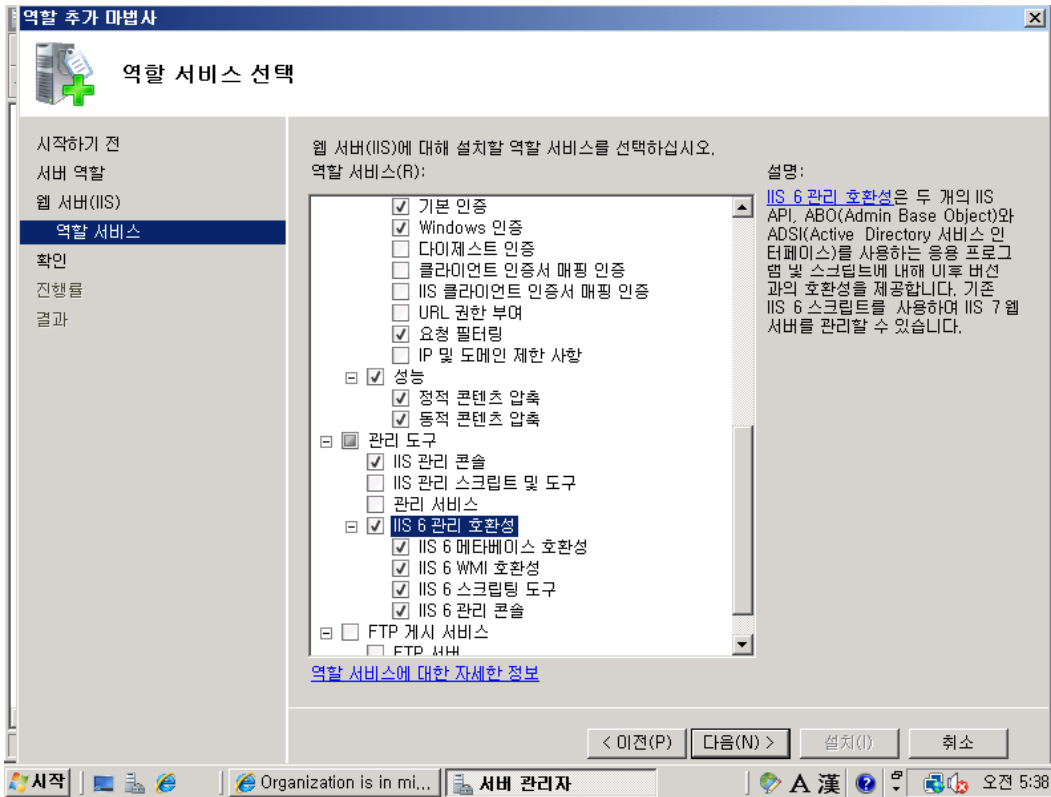 역할 추가 마법사
역할 서비스 선택
시작하기 전
서버 역할
웹 서버(IIS)
역할 서비스
확인
진행률
결과
웹 서버(IIS)에 대해 설치할 역할 서비스를 선택하십시오.
역할 서비스(R):
기본 인증
Windows 인증
다이제스트 인증
클라이언트 인증서 매핑 인증
IIS 클라이언트 인증서 매핑 인증
URL 권한 부여
요청 필터링
IP 및 도메인 제한 사항
성능
정적 콘텐츠 압축
동적 콘텐츠 압축
관리 도구
IIS 관리 콘솔
IIS 관리 스크립트 및 도구
관리 서비스
IIS 6 관리 호환성
IIS 6 메타베이스 호환성
IIS 6 WMI 호환성
IIS 6 스크립팅 도구
IIS 6 관리 콘솔
FTP 게시 서비스
FTP 서버
역할 서비스에 대한 자세한 정보
설명:
IIS 6 관리 호환성은 두 개의 IIS
API, ABO(Admin Base Object)와
ADSI(Active Directory 서비스 인
터페이스)를 사용하는 응용 프로그
램 및 스크립트에 대해 이후 버전
과의 호환성을 제공합니다. 기존
IIS 6 스크립트를 사용하여 IIS 7 웹
서버를 관리할 수 있습니다.
< 이전(P)
다음(N) >
설치(I)
취소
시작
Organization is in mi...
서버 관리자
A 漢
오전 5:38